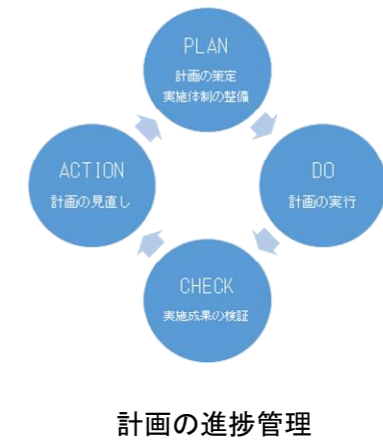 PLAN
計画の策定
実施体制の整備
ACTION
計画の見直し
DO
計画の実行
CHECK
実施成果の検証
計画の進捗管理